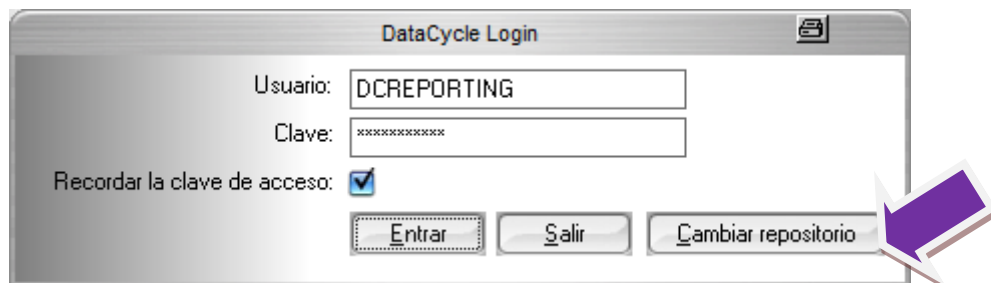 DataCycle Login
Usuario: DCREPORTING
Clave: ***********
Recordar la clave de acceso:
Entrar Salir Cambiar repositorio